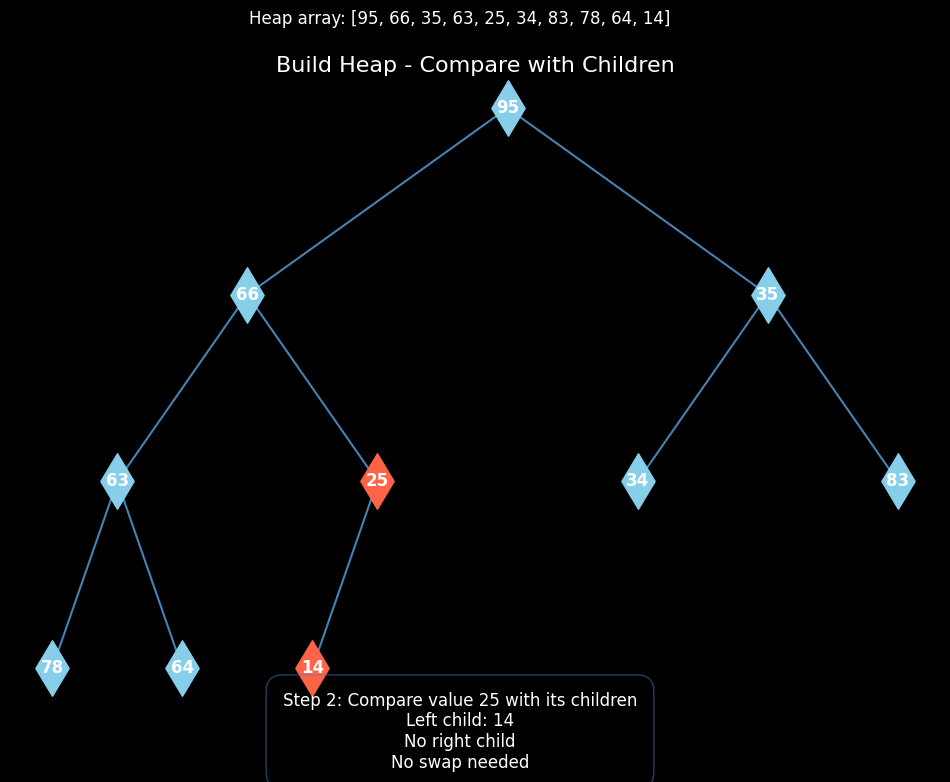 Heap array: [95, 66, 35, 63, 25, 34, 83, 78, 64, 14]
Build Heap - Compare with Children
95
66
35
63
25
34
83
78
64
14
Step 2: Compare value 25 with its children
Left child: 14
No right child
No swap needed